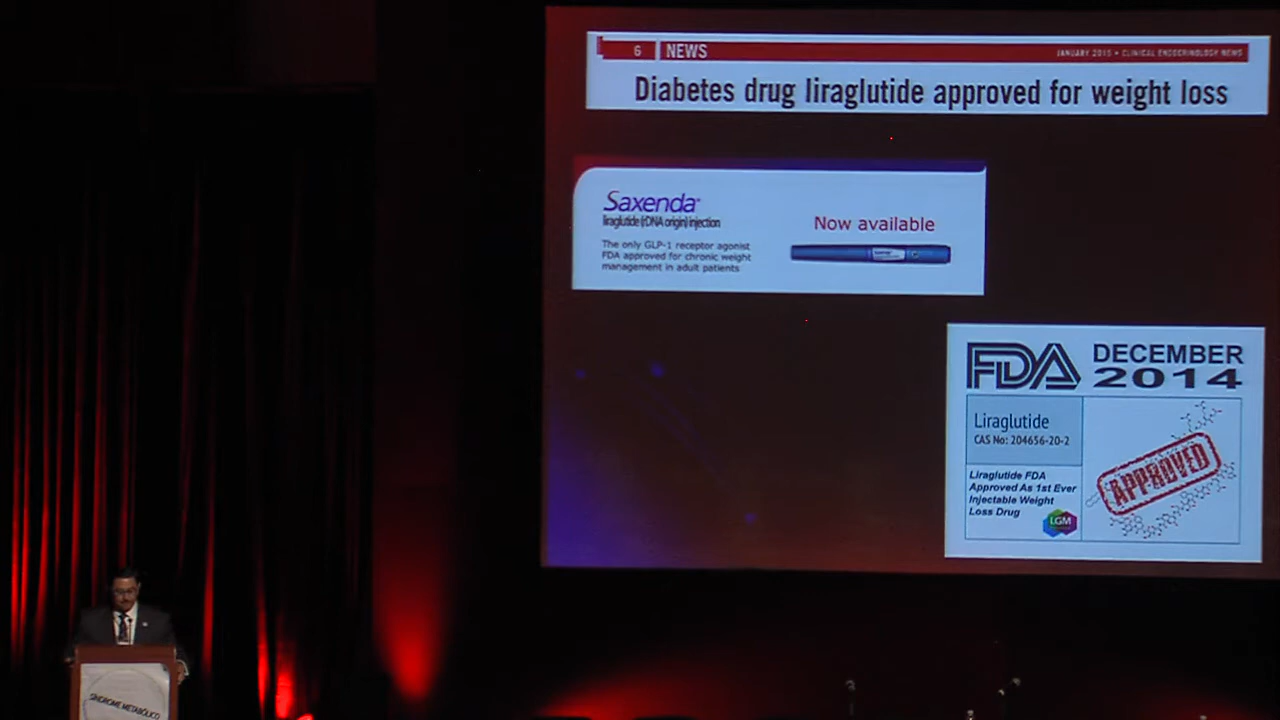 6 NEWS JANUARY 2015 • CLINICAL ENDOCRINOLOGY NEWS
Diabetes drug liraglutide approved for weight loss
Saxenda
liraglutide (rDNA origin) injection
Now available
The only GLP-1 receptor agonist
FDA approved for chronic weight
management in adult patients
FDA DECEMBER
2014
Liraglutide
CAS No: 204656-20-2
APPROVED
Liraglutide FDA
Approved As 1st Ever
Injectable Weight
Loss Drug
LGM
SÍNDROME METABÓLICO